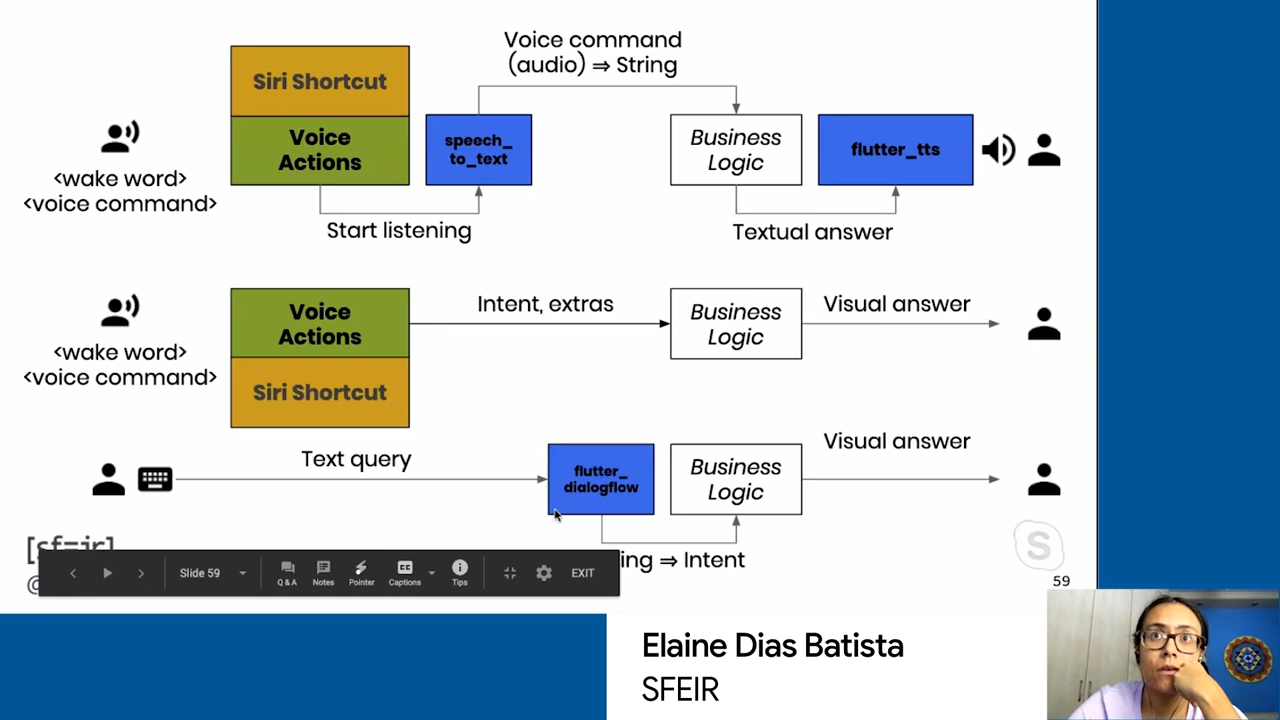 Voice command
(audio) ⇒ String
Siri Shortcut
Voice
Actions
speech_
to_text
Business
Logic
flutter_tts
<wake word>
<voice command>
Start listening
Textual answer
Voice
Actions
Siri Shortcut
Intent, extras
Business
Logic
Visual answer
<wake word>
<voice command>
Text query
flutter_
dialogflow
Business
Logic
Visual answer
ing ⇒ Intent
[sf=ir]
@
S
59
Slide 59
Q & A
Notes
Pointer
CC
Captions
Tips
EXIT
Elaine Dias Batista
SFEIR